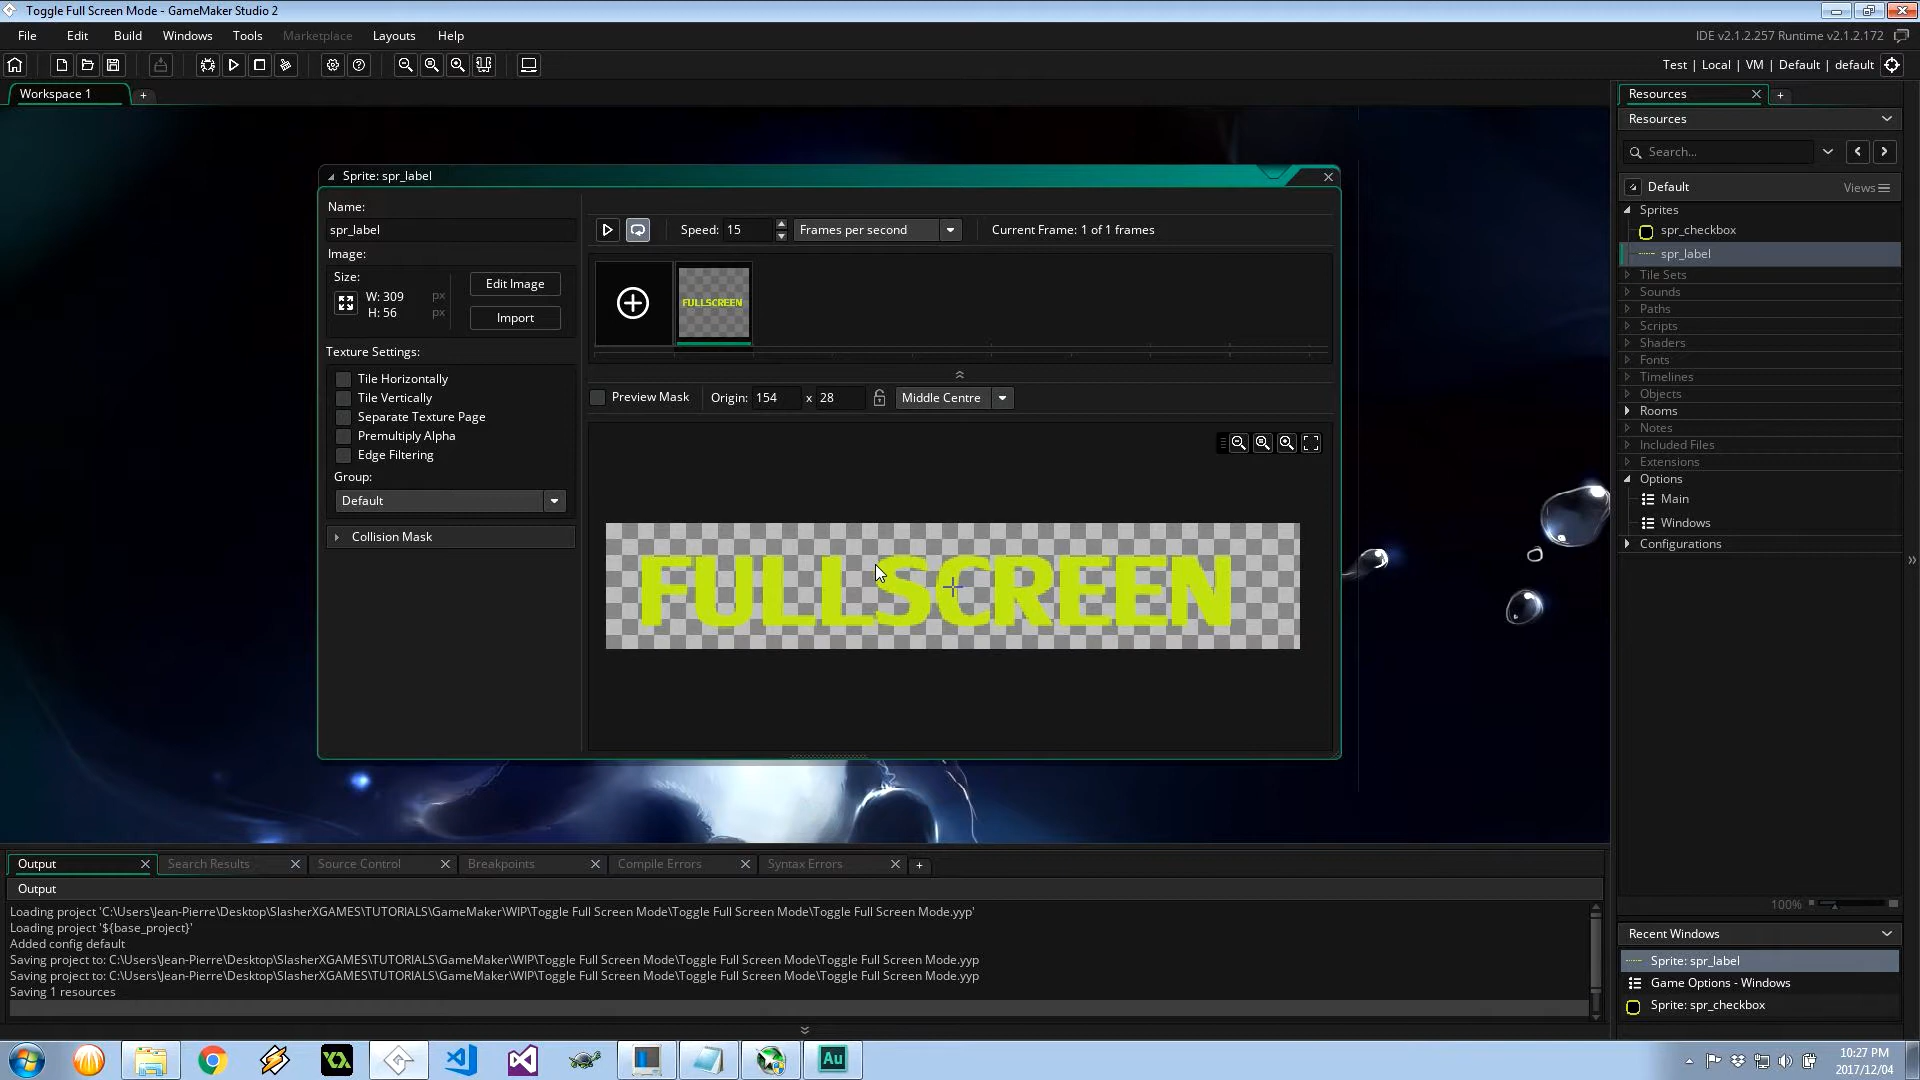 Toggle Full Screen Mode - GameMaker Studio 2
File Edit Build Windows Tools Marketplace Layouts Help
IDE v2.1.2.257 Runtime v2.1.2.172
Test | Local | VM | Default | default
Workspace 1
Sprite: spr_label
Name:
spr_label
Image:
Size:
W: 309 px
H: 56 px
Edit Image
Import
Texture Settings:
Tile Horizontally
Tile Vertically
Separate Texture Page
Premultiply Alpha
Edge Filtering
Group:
Default
Collision Mask
Speed: 15 Frames per second Current Frame: 1 of 1 frames
FULLSCREEN
Preview Mask Origin: 154 x 28 Middle Centre
FULLSCREEN
Resources
Resources
Search...
Default Views
Sprites
spr_checkbox
spr_label
Tile Sets
Sounds
Paths
Scripts
Shaders
Fonts
Timelines
Objects
Rooms
Notes
Included Files
Extensions
Options
Main
Windows
Configurations
100%
Recent Windows
Sprite: spr_label
Game Options - Windows
Sprite: spr_checkbox
Output Search Results Source Control Breakpoints Compile Errors Syntax Errors
Output
Loading project 'C:\Users\Jean-Pierre\Desktop\SlasherXGAMES\TUTORIALS\GameMaker\WIP\Toggle Full Screen Mode\Toggle Full Screen Mode\Toggle Full Screen Mode.yyp'
Loading project '${base_project}'
Added config default
Saving project to: C:\Users\Jean-Pierre\Desktop\SlasherXGAMES\TUTORIALS\GameMaker\WIP\Toggle Full Screen Mode\Toggle Full Screen Mode\Toggle Full Screen Mode.yyp
Saving project to: C:\Users\Jean-Pierre\Desktop\SlasherXGAMES\TUTORIALS\GameMaker\WIP\Toggle Full Screen Mode\Toggle Full Screen Mode\Toggle Full Screen Mode.yyp
Saving 1 resources
Au
10:27 PM
2017/12/04